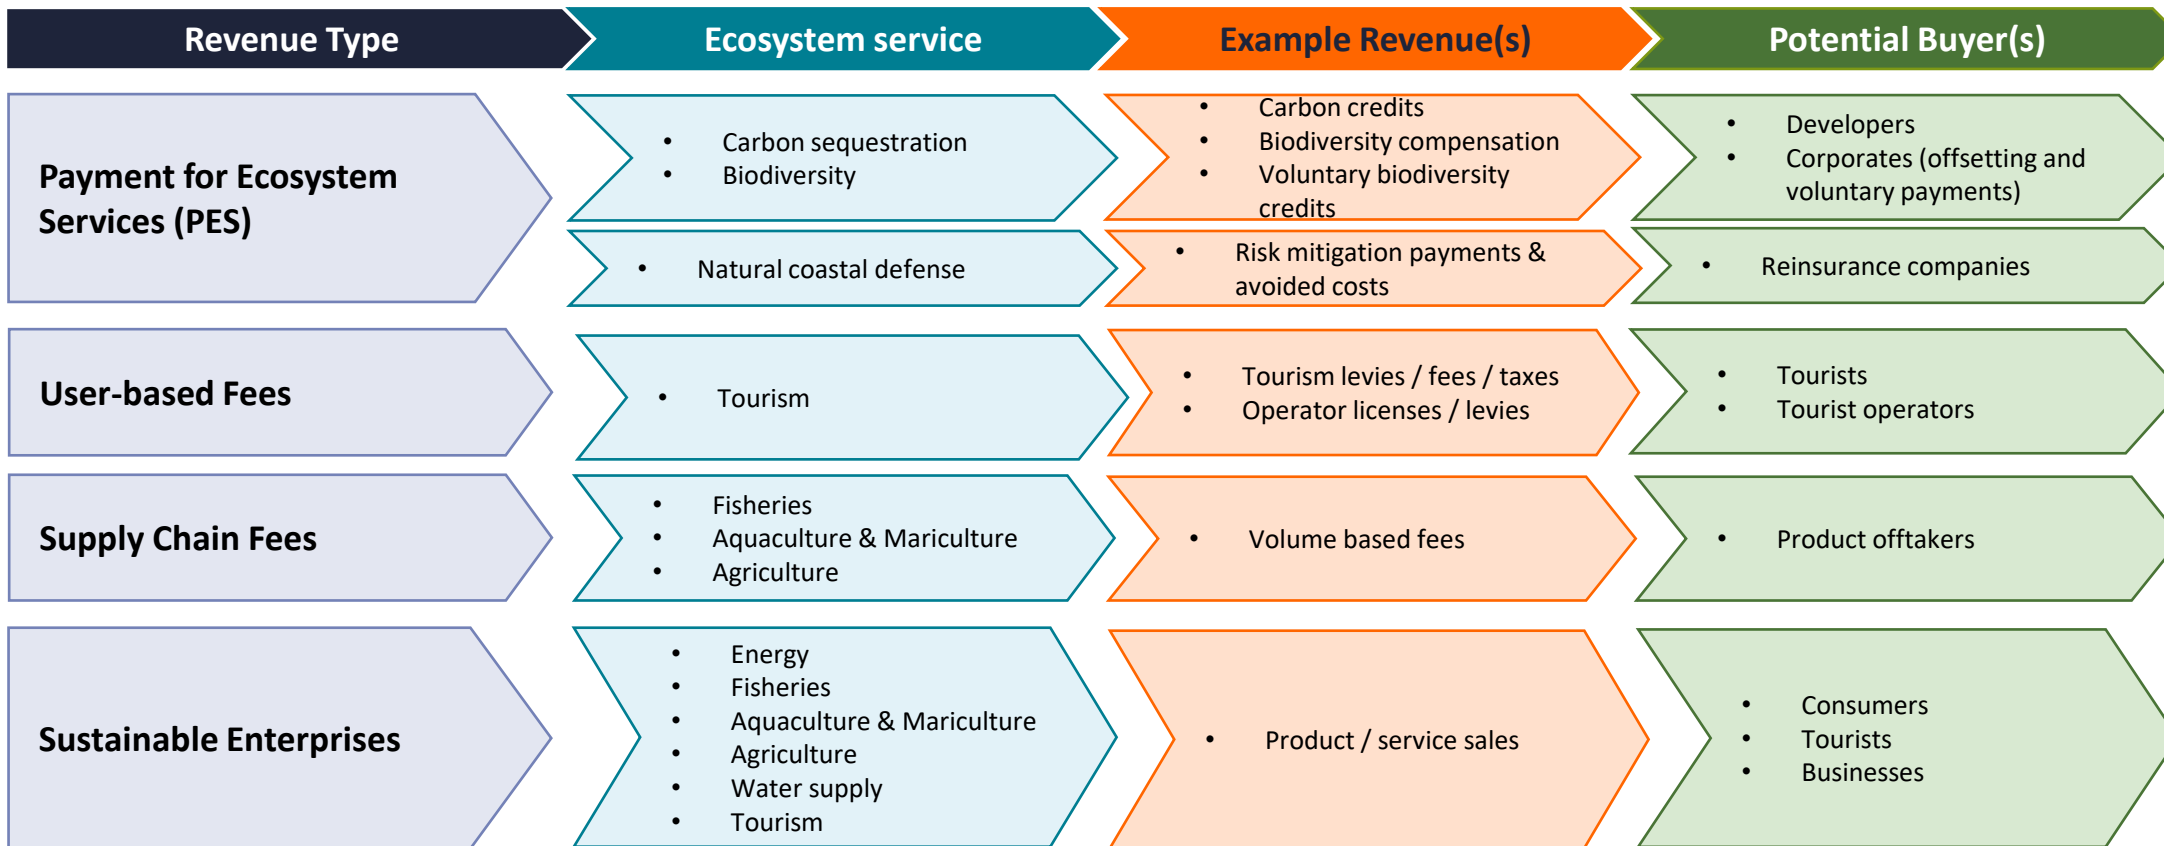 Revenue Type
Ecosystem service
Example Revenue(s)
Potential Buyer(s)
Payment for Ecosystem
Services (PES)
• Carbon sequestration
• Biodiversity
• Carbon credits
• Biodiversity compensation
• Voluntary biodiversity
credits
• Developers
• Corporates (offsetting and
voluntary payments)
• Natural coastal defense
• Risk mitigation payments &
avoided costs
• Reinsurance companies
User-based Fees
• Tourism
• Tourism levies / fees / taxes
• Operator licenses / levies
• Tourists
• Tourist operators
Supply Chain Fees
• Fisheries
• Aquaculture & Mariculture
• Agriculture
• Volume based fees
• Product offtakers
Sustainable Enterprises
• Energy
• Fisheries
• Aquaculture & Mariculture
• Agriculture
• Water supply
• Tourism
• Product / service sales
• Consumers
• Tourists
• Businesses